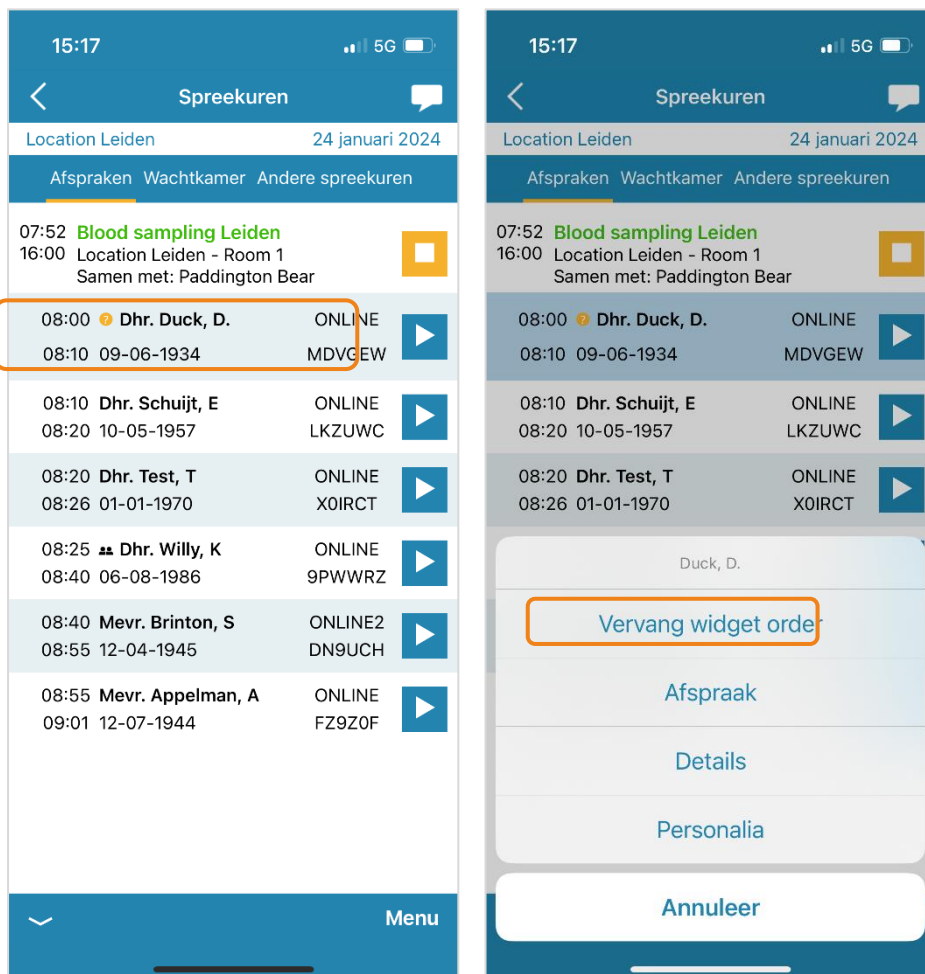 15:17 5G
Spreekuren
Location Leiden 24 januari 2024
Afspraken Wachtkamer Andere spreekuren
07:52 Blood sampling Leiden
16:00 Location Leiden - Room 1
Samen met: Paddington Bear
08:00 ? Dhr. Duck, D. ONLINE
08:10 09-06-1934 MDVGEW
08:10 Dhr. Schuijt, E ONLINE
08:20 10-05-1957 LKZUWC
08:20 Dhr. Test, T ONLINE
08:26 01-01-1970 X0IRCT
08:25 Dhr. Willy, K ONLINE
08:40 06-08-1986 9PWWRZ
08:40 Mevr. Brinton, S ONLINE2
08:55 12-04-1945 DN9UCH
08:55 Mevr. Appelman, A ONLINE
09:01 12-07-1944 FZ9Z0F
Menu
15:17 5G
Spreekuren
Location Leiden 24 januari 2024
Afspraken Wachtkamer Andere spreekuren
07:52 Blood sampling Leiden
16:00 Location Leiden - Room 1
Samen met: Paddington Bear
08:00 ? Dhr. Duck, D. ONLINE
08:10 09-06-1934 MDVGEW
08:10 Dhr. Schuijt, E ONLINE
08:20 10-05-1957 LKZUWC
08:20 Dhr. Test, T ONLINE
08:26 01-01-1970 X0IRCT
Duck, D.
Vervang widget order
Afspraak
Details
Personalia
Annuleer